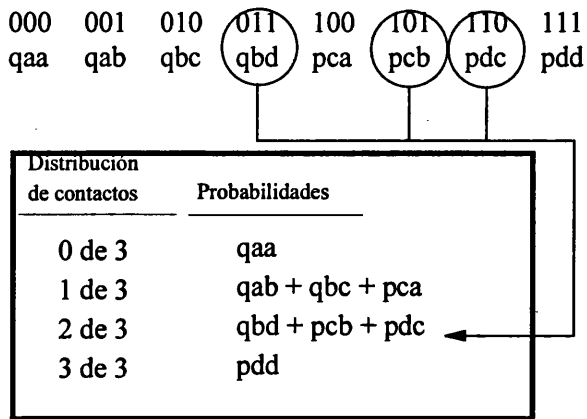 000 001 010 011 100 101 110 111
qaa qab qbc qbd pca pcb pdc pdd
Distribución
de contactos Probabilidades
0 de 3 qaa
1 de 3 qab + qbc + pca
2 de 3 qbd + pcb + pdc
3 de 3 pdd